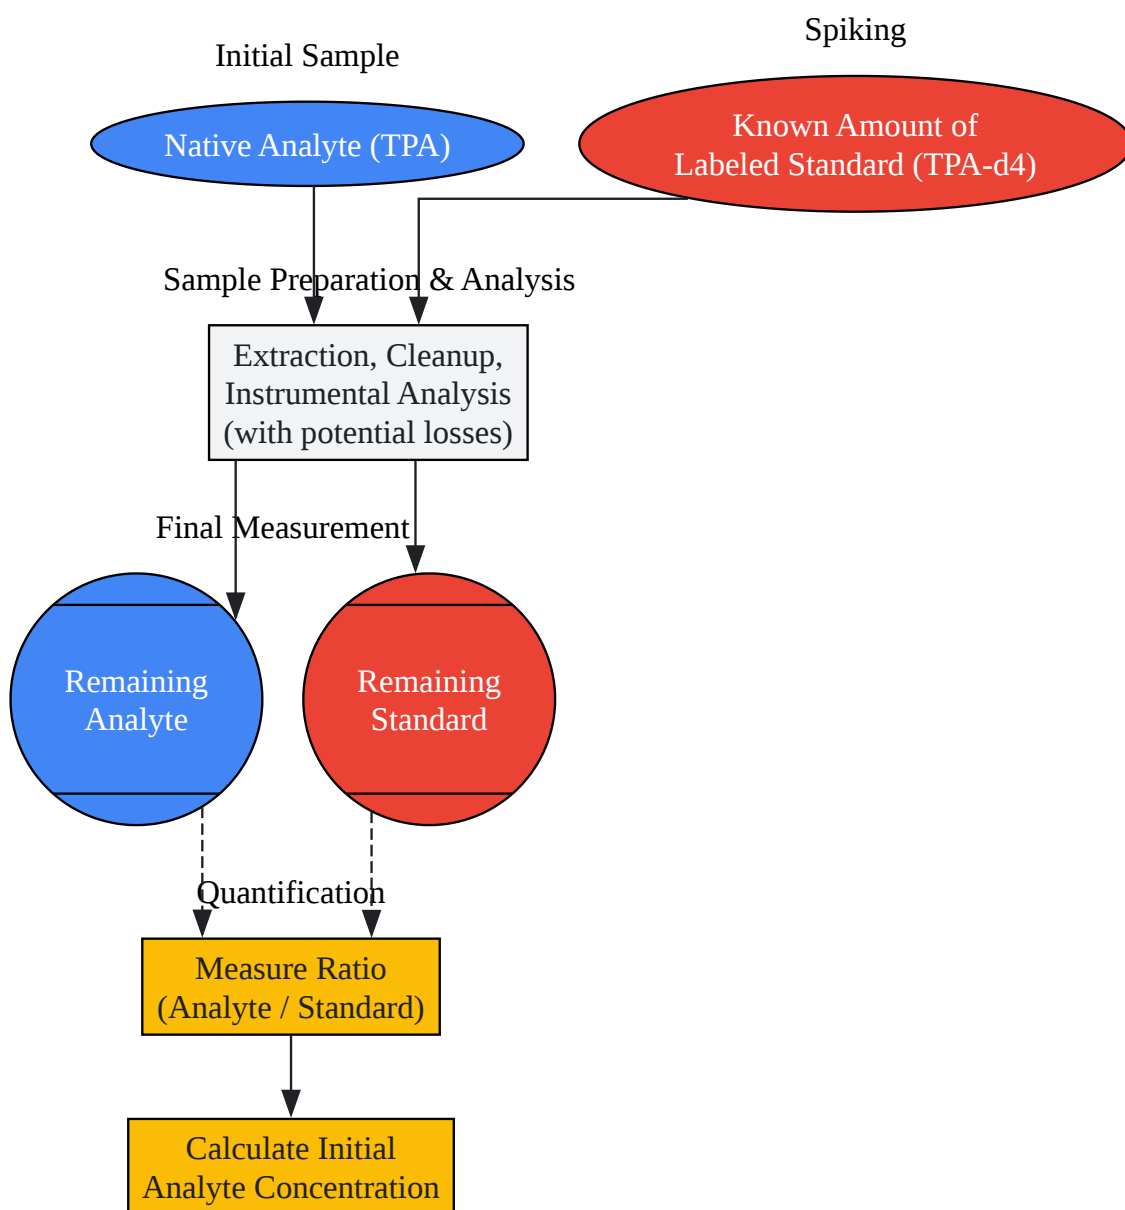 Initial Sample
Spiking
Native Analyte (TPA)
Known Amount of
Labeled Standard (TPA-d4)
Sample Preparation & Analysis
Extraction, Cleanup,
Instrumental Analysis
(with potential losses)
Final Measurement
Remaining
Analyte
Remaining
Standard
Quantification
Measure Ratio
(Analyte / Standard)
Calculate Initial
Analyte Concentration